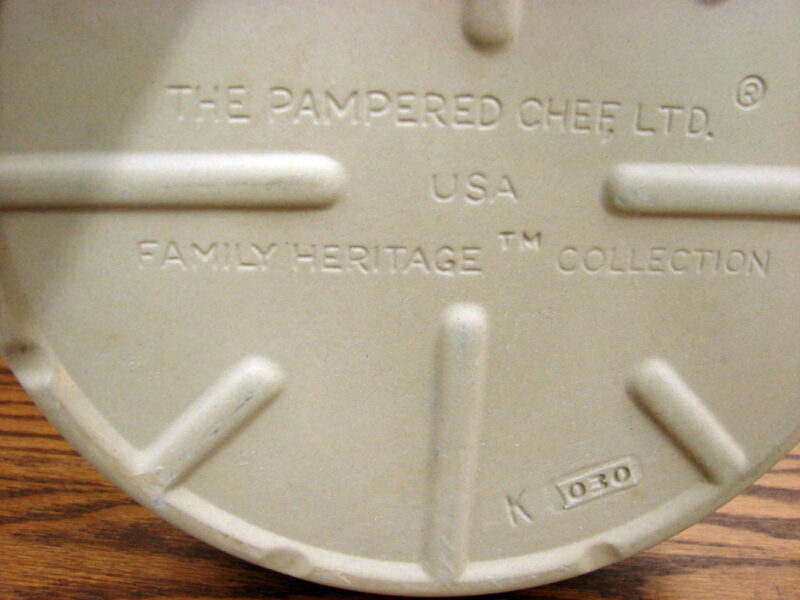 THE PAMPERED CHEF, LTD. ®
USA
FAMILY HERITAGE ™ COLLECTION
K 030